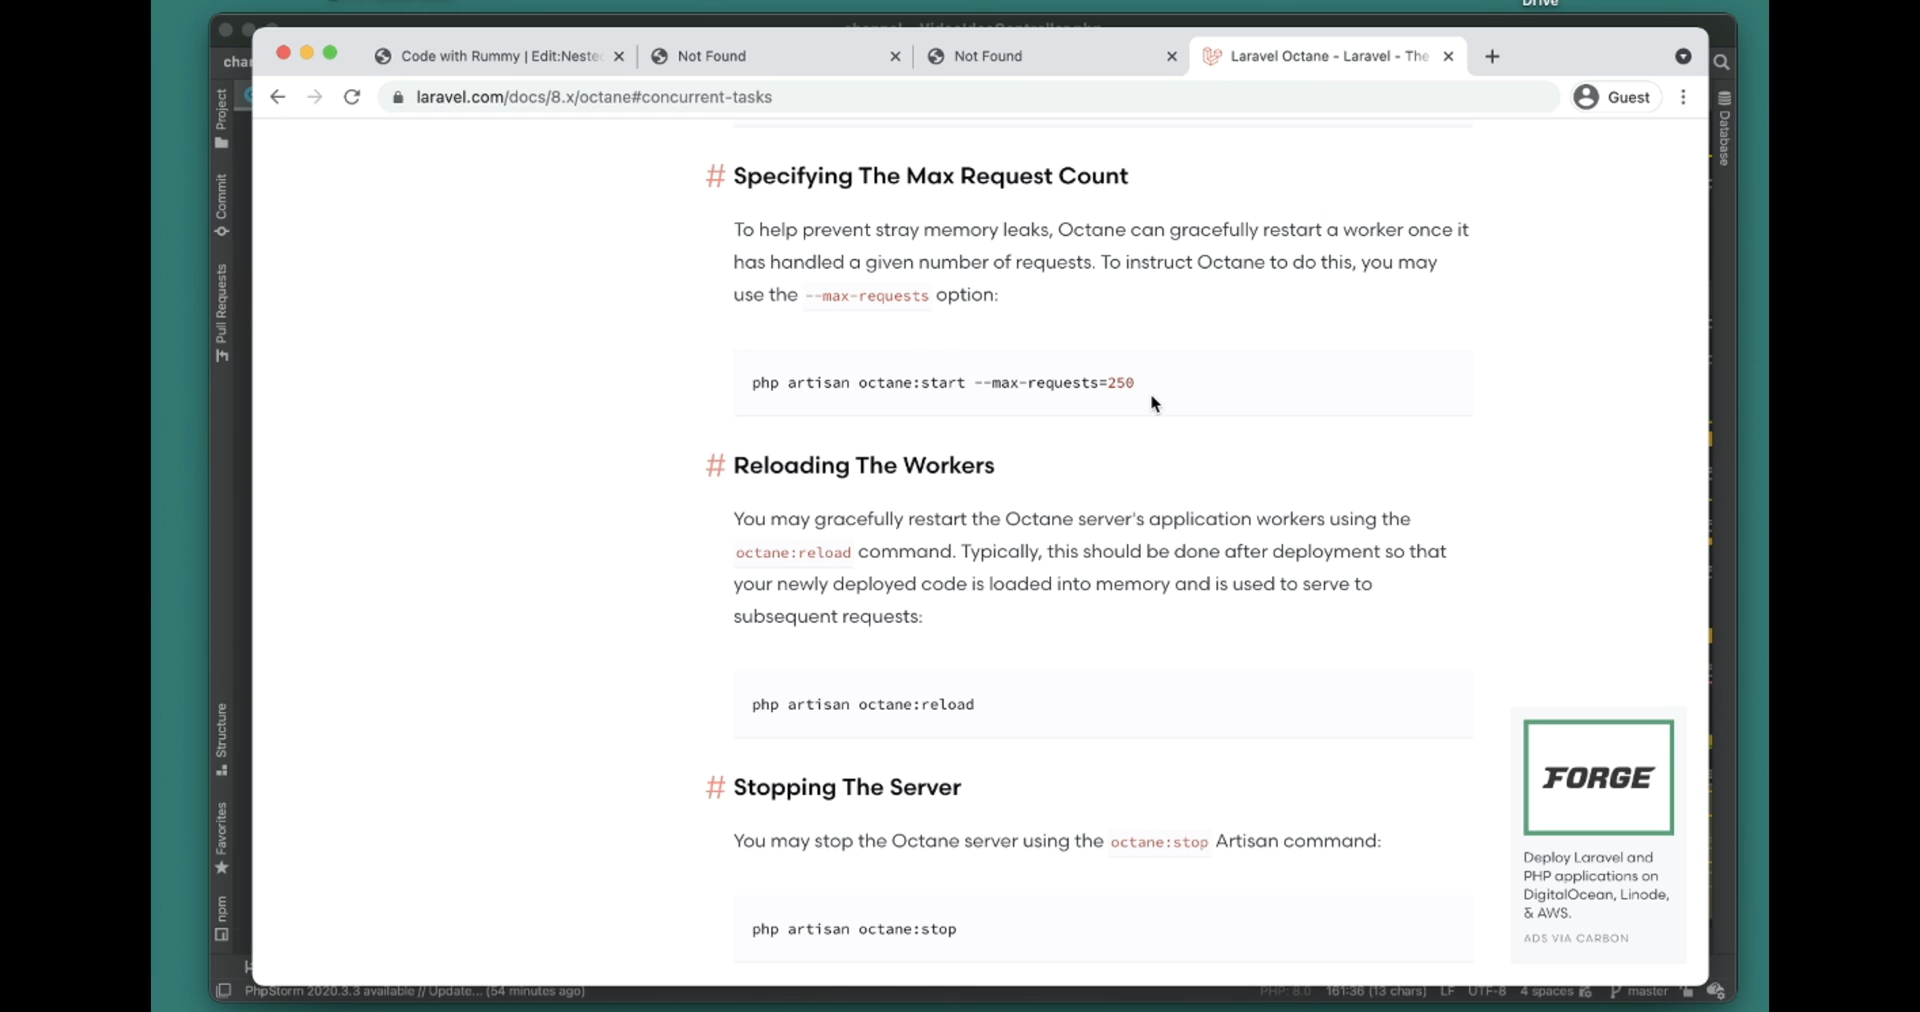 Drive
Code with Rummy | Edit:Neste
Not Found
Not Found
Laravel Octane - Laravel - The
laravel.com/docs/8.x/octane#concurrent-tasks
Guest
Project
Commit
Pull Requests
Structure
Favorites
npm
Database
# Specifying The Max Request Count
To help prevent stray memory leaks, Octane can gracefully restart a worker once it
has handled a given number of requests. To instruct Octane to do this, you may
use the --max-requests option:
php artisan octane:start --max-requests=250
# Reloading The Workers
You may gracefully restart the Octane server's application workers using the
octane:reload command. Typically, this should be done after deployment so that
your newly deployed code is loaded into memory and is used to serve to
subsequent requests:
php artisan octane:reload
# Stopping The Server
You may stop the Octane server using the octane:stop Artisan command:
php artisan octane:stop
FORGE
Deploy Laravel and
PHP applications on
DigitalOcean, Linode,
& AWS.
ADS VIA CARBON
PhpStorm 2020.3.3 available // Update... (54 minutes ago)
PHP: 8.0 161:36 (13 chars) LF UTF-8 4 spaces master